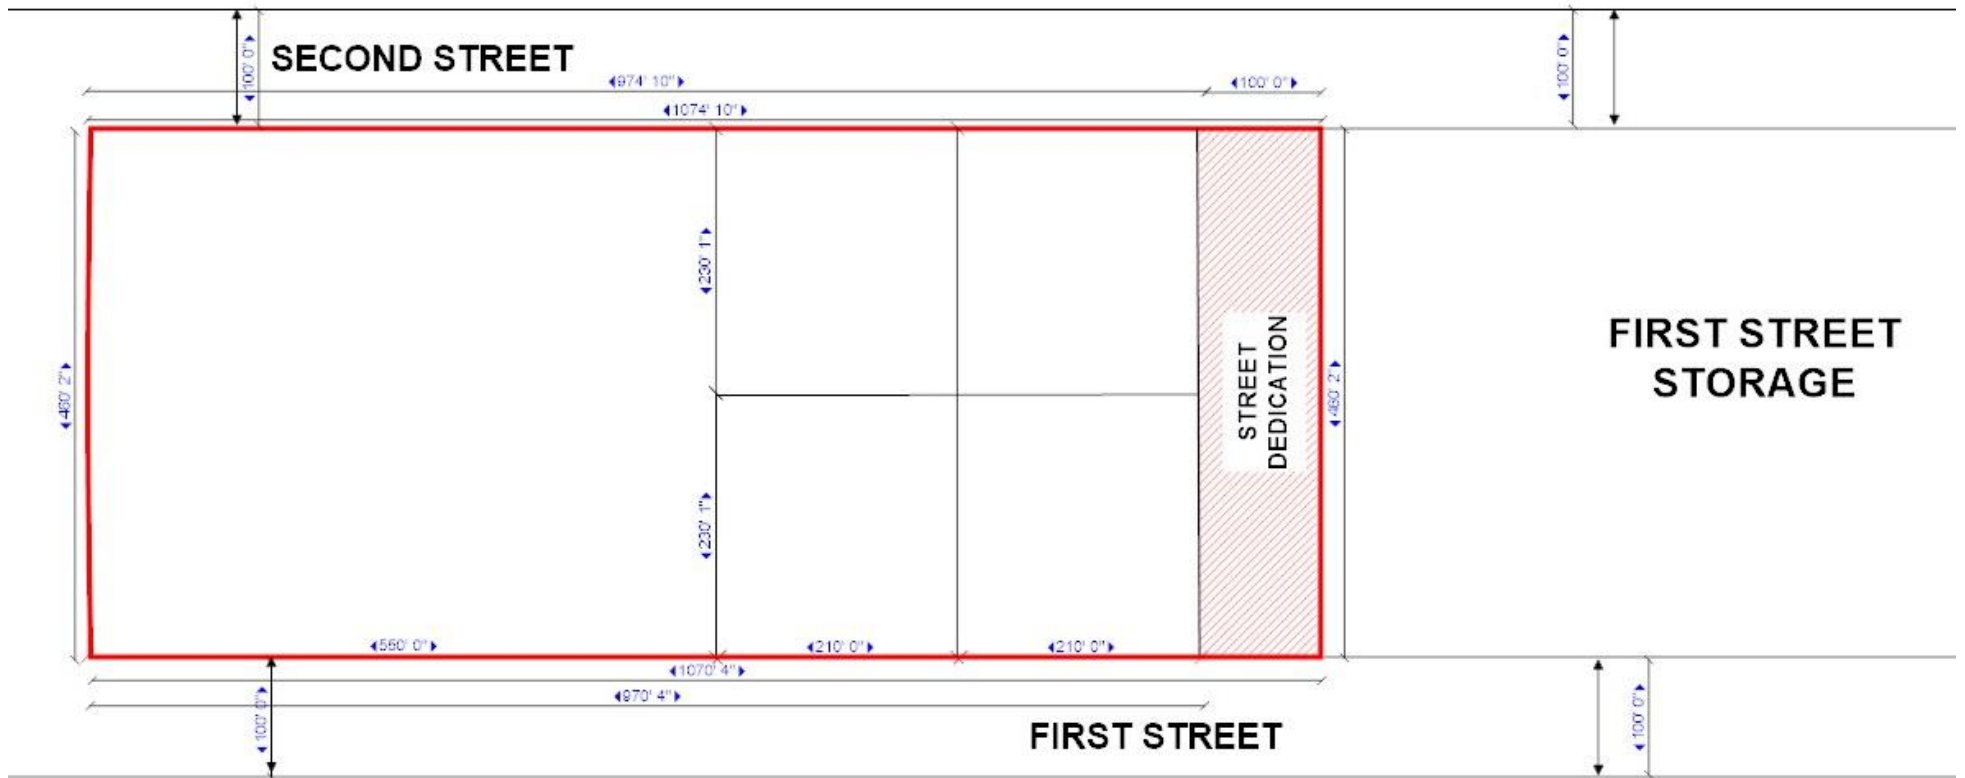 SECOND STREET
100' 0"
974' 10"
100' 0"
1074' 10"
100' 0"
230' 1"
460' 2"
460' 2"
STREET
DEDICATION
FIRST STREET
STORAGE
230' 1"
210' 0"
210' 0"
1070' 4"
970' 4"
100' 0"
FIRST STREET
100' 0"